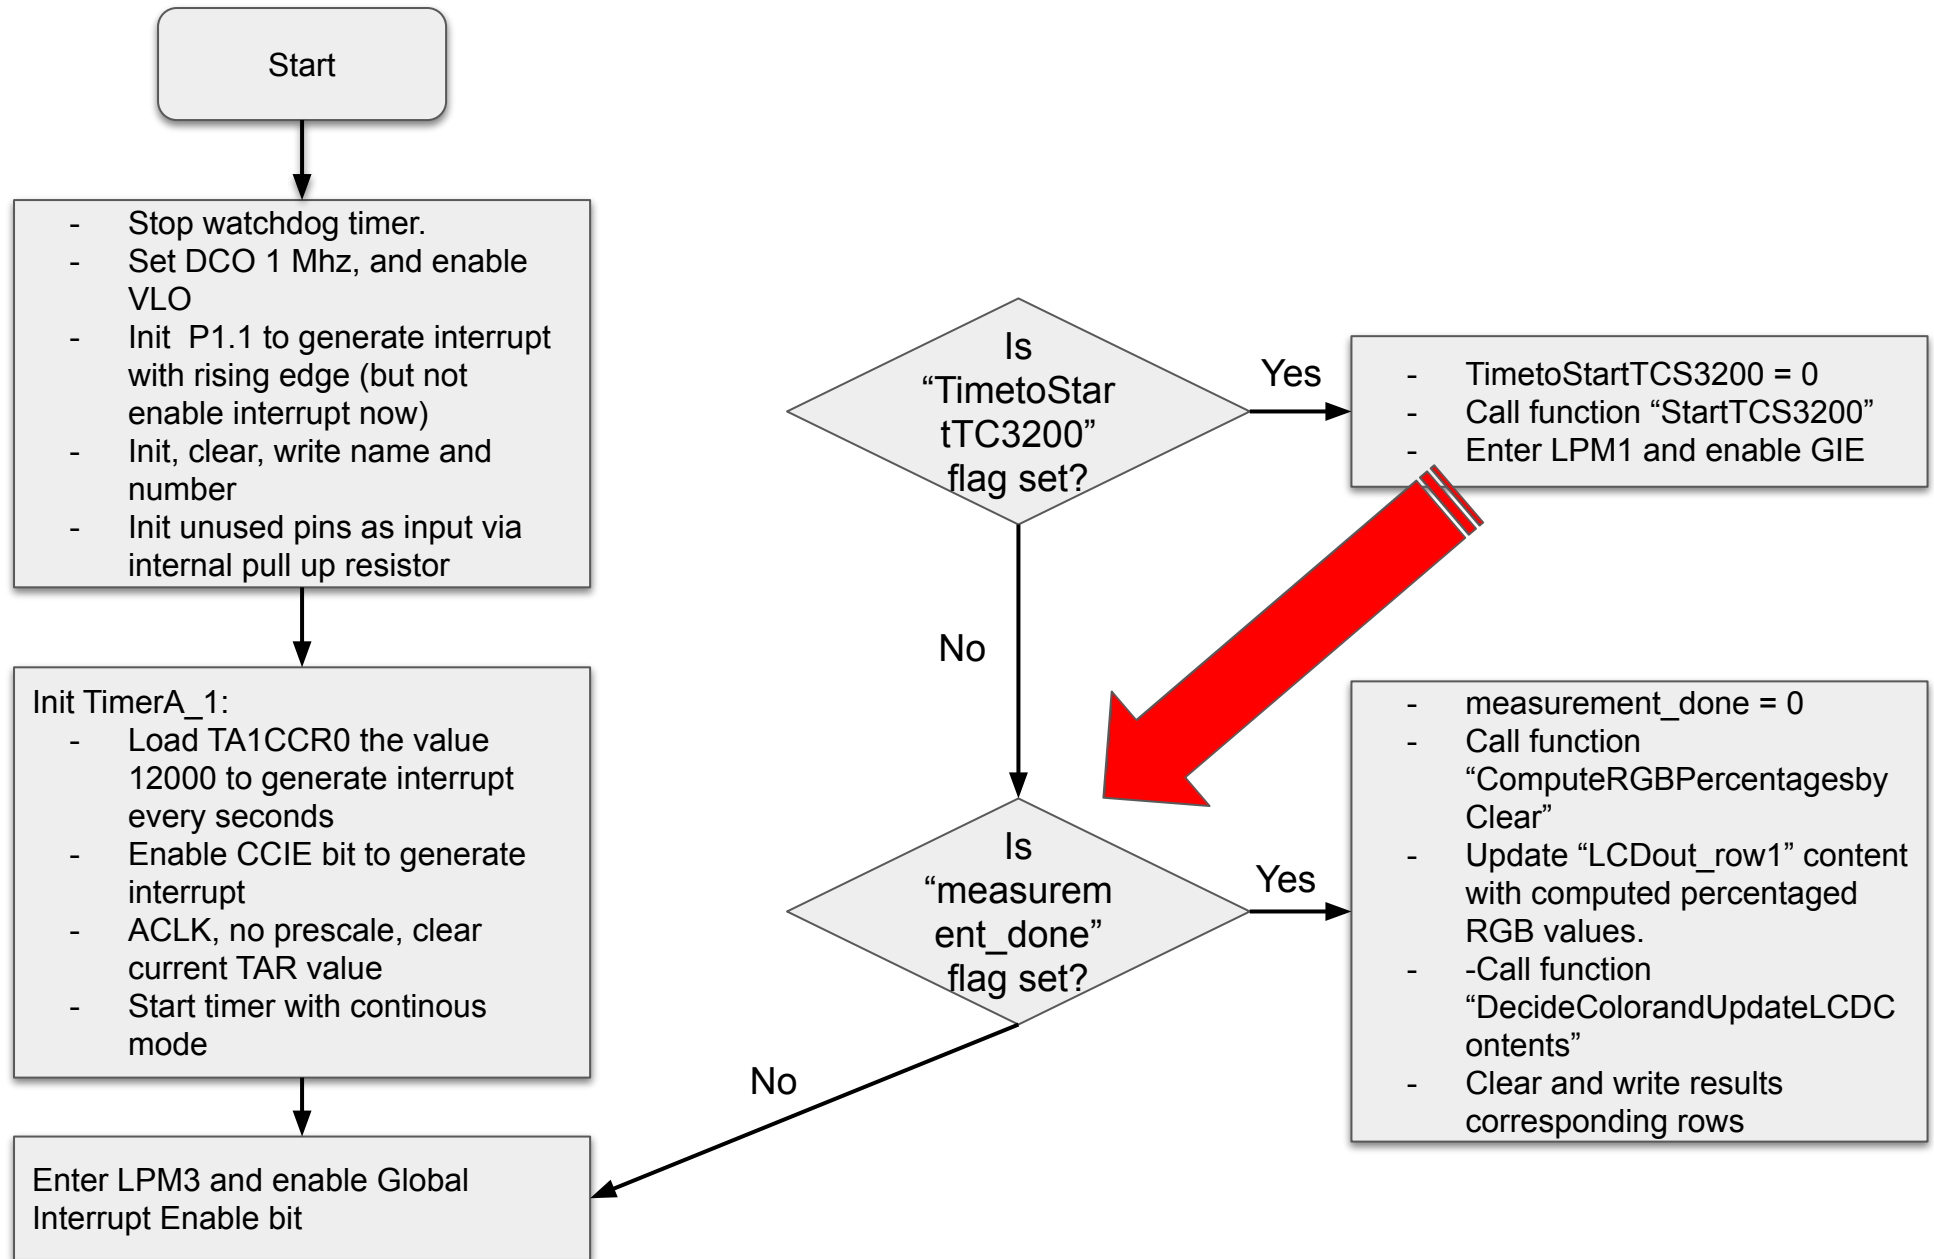 Start
- Stop watchdog timer.
- Set DCO 1 Mhz, and enable
VLO
- Init  P1.1 to generate interrupt
with rising edge (but not
enable interrupt now)
- Init, clear, write name and
number
- Init unused pins as input via
internal pull up resistor
Init TimerA_1:
- Load TA1CCR0 the value
12000 to generate interrupt
every seconds
- Enable CCIE bit to generate
interrupt
- ACLK, no prescale, clear
current TAR value
- Start timer with continous
mode
Enter LPM3 and enable Global
Interrupt Enable bit
Is
“TimetoStar
tTC3200”
flag set?
Yes
- TimetoStartTCS3200 = 0
- Call function “StartTCS3200”
- Enter LPM1 and enable GIE
No
Is
“measurem
ent_done”
flag set?
Yes
- measurement_done = 0
- Call function
“ComputeRGBPercentagesby
Clear”
- Update “LCDout_row1” content
with computed percentaged
RGB values.
- -Call function
“DecideColorandUpdateLCDC
ontents”
- Clear and write results
corresponding rows
No